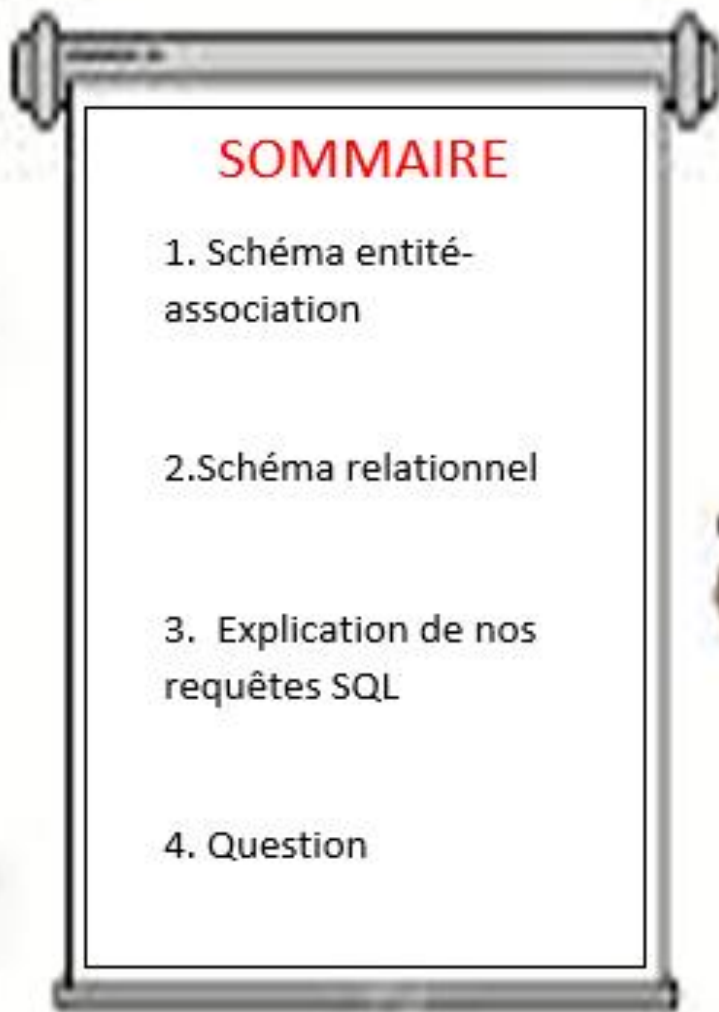 SOMMAIRE
1. Schéma entité-
association
2.Schéma relationnel
3.  Explication de nos
requêtes SQL
4. Question